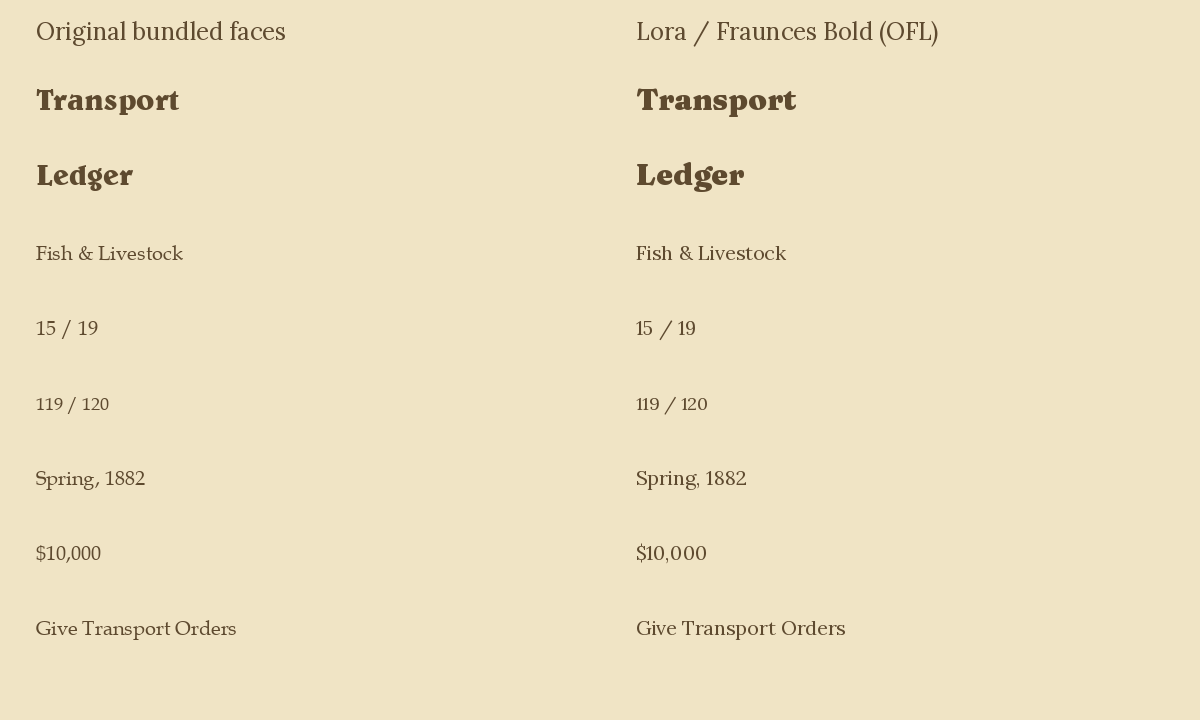 Original bundled faces
Lora / Fraunces Bold (OFL)
Transport
Transport
Ledger
Ledger
Fish & Livestock
Fish & Livestock
15 / 19
15 / 19
119 / 120
119 / 120
Spring, 1882
Spring, 1882
$10,000
$10,000
Give Transport Orders
Give Transport Orders